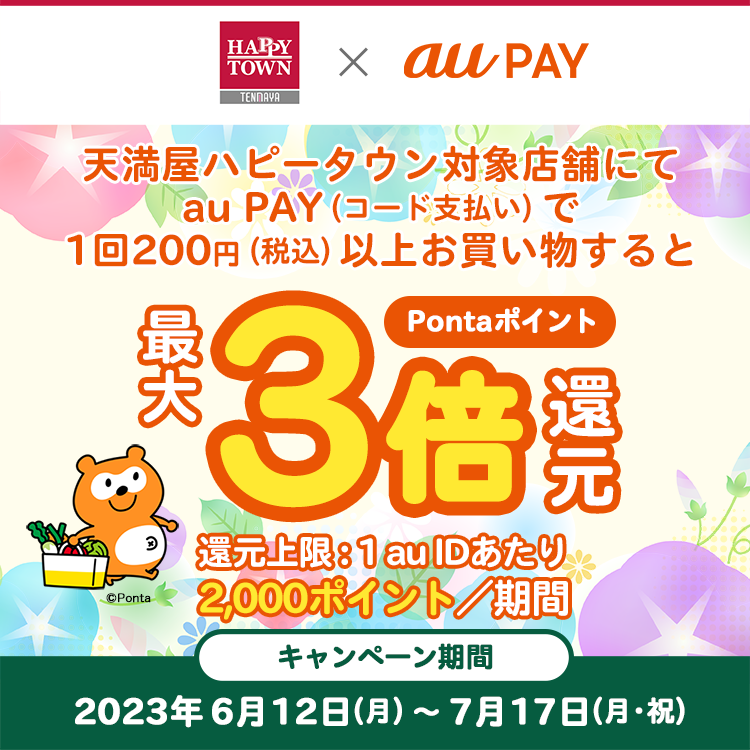 HAPPY
TOWN
TENMAYA
× au PAY
天満屋ハピータウン対象店舗にて
au PAY (コード支払い) で
1回200円 (税込) 以上お買い物すると
最大
3倍
Pontaポイント
還元
還元上限 : 1 au IDあたり
2,000ポイント／期間
©Ponta
キャンペーン期間
2023年 6月12日(月) ～ 7月17日(月・祝)